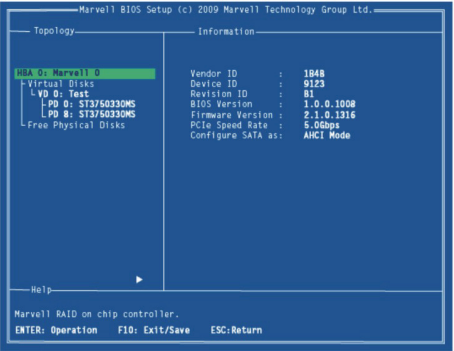 Marvell BIOS Setup (c) 2009 Marvell Technology Group Ltd.
Topology
Information
HBA 0: Marvell 0
Virtual Disks
VD 0: Test
PD 0: ST3750330NS
PD 8: ST3750330NS
Free Physical Disks
Vendor ID : 1B4B
Device ID : 9123
Revision ID : B1
BIOS Version : 1.0.0.1008
Firmware Version : 2.1.0.1316
PCIe Speed Rate : 5.0Gbps
Configure SATA as: AHCI Mode
Help
Marvell RAID on chip controller.
ENTER: Operation F10: Exit/Save ESC:Return